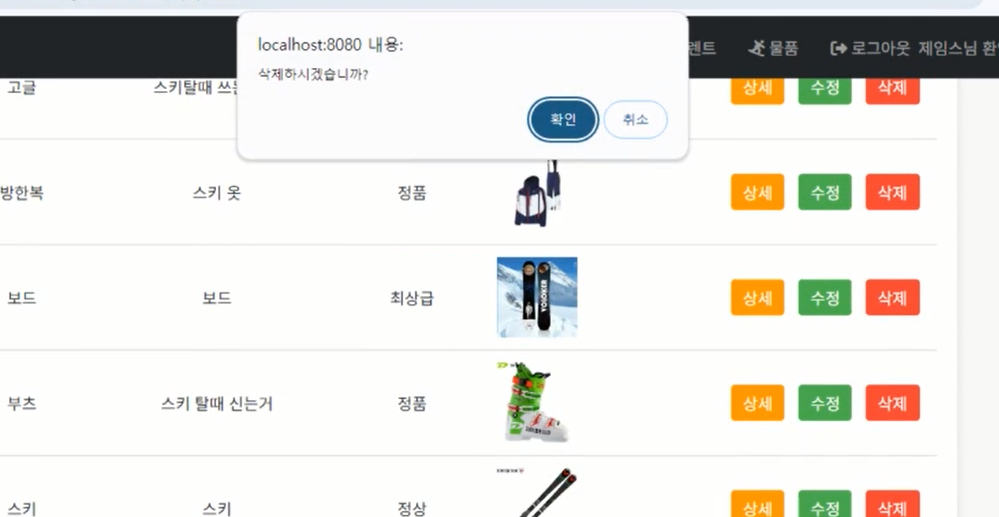 localhost:8080 내용:
삭제하시겠습니까?
확인 취소
렌트 물품 로그아웃 제임스님 환
고글 스키탈때 쓰 상세 수정 삭제
방한복 스키 옷 정품 상세 수정 삭제
보드 보드 최상급 상세 수정 삭제
YOSOIKER
부츠 스키 탈때 신는거 정품 상세 수정 삭제
스키 스키 정상 상세 수정 삭제